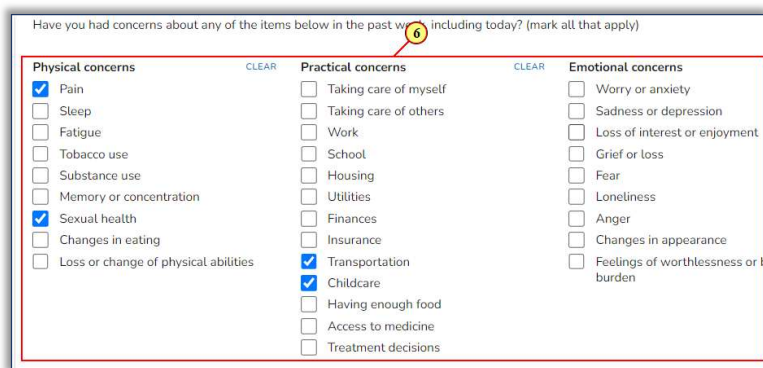 Have you had concerns about any of the items below in the past week, including today? (mark all that apply)
6
Physical concerns CLEAR
Pain
Sleep
Fatigue
Tobacco use
Substance use
Memory or concentration
Sexual health
Changes in eating
Loss or change of physical abilities
Practical concerns CLEAR
Taking care of myself
Taking care of others
Work
School
Housing
Utilities
Finances
Insurance
Transportation
Childcare
Having enough food
Access to medicine
Treatment decisions
Emotional concerns
Worry or anxiety
Sadness or depression
Loss of interest or enjoyment
Grief or loss
Fear
Loneliness
Anger
Changes in appearance
Feelings of worthlessness or
burden